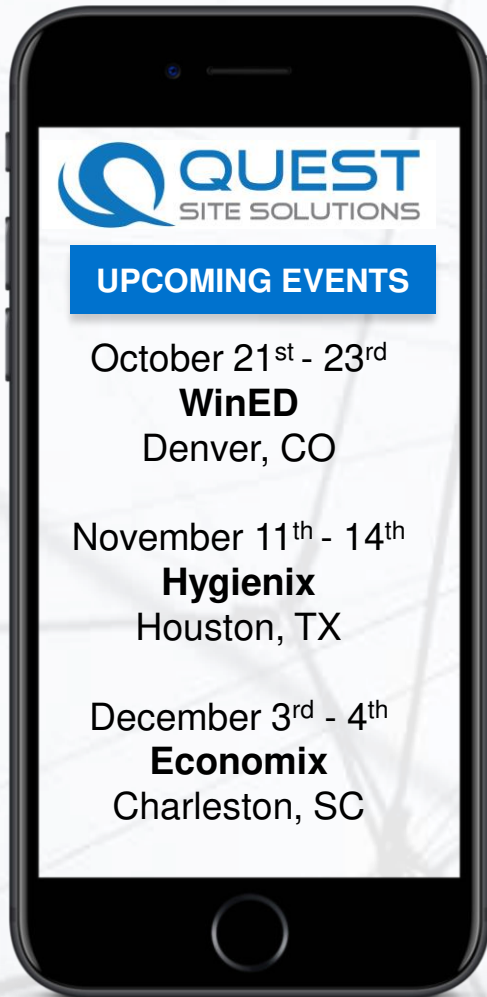 QUEST
SITE SOLUTIONS
UPCOMING EVENTS
October 21st - 23rd
WinED
Denver, CO
November 11th - 14th
Hygienix
Houston, TX
December 3rd - 4th
Economix
Charleston, SC